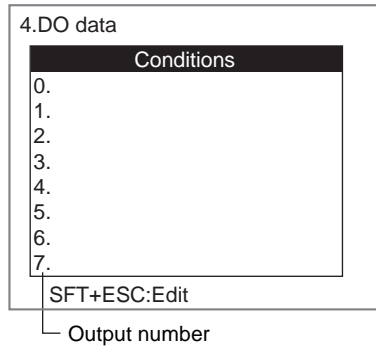 4.DO data
Conditions
0.
1.
2.
3.
4.
5.
6.
7.
SFT+ESC:Edit
Output number